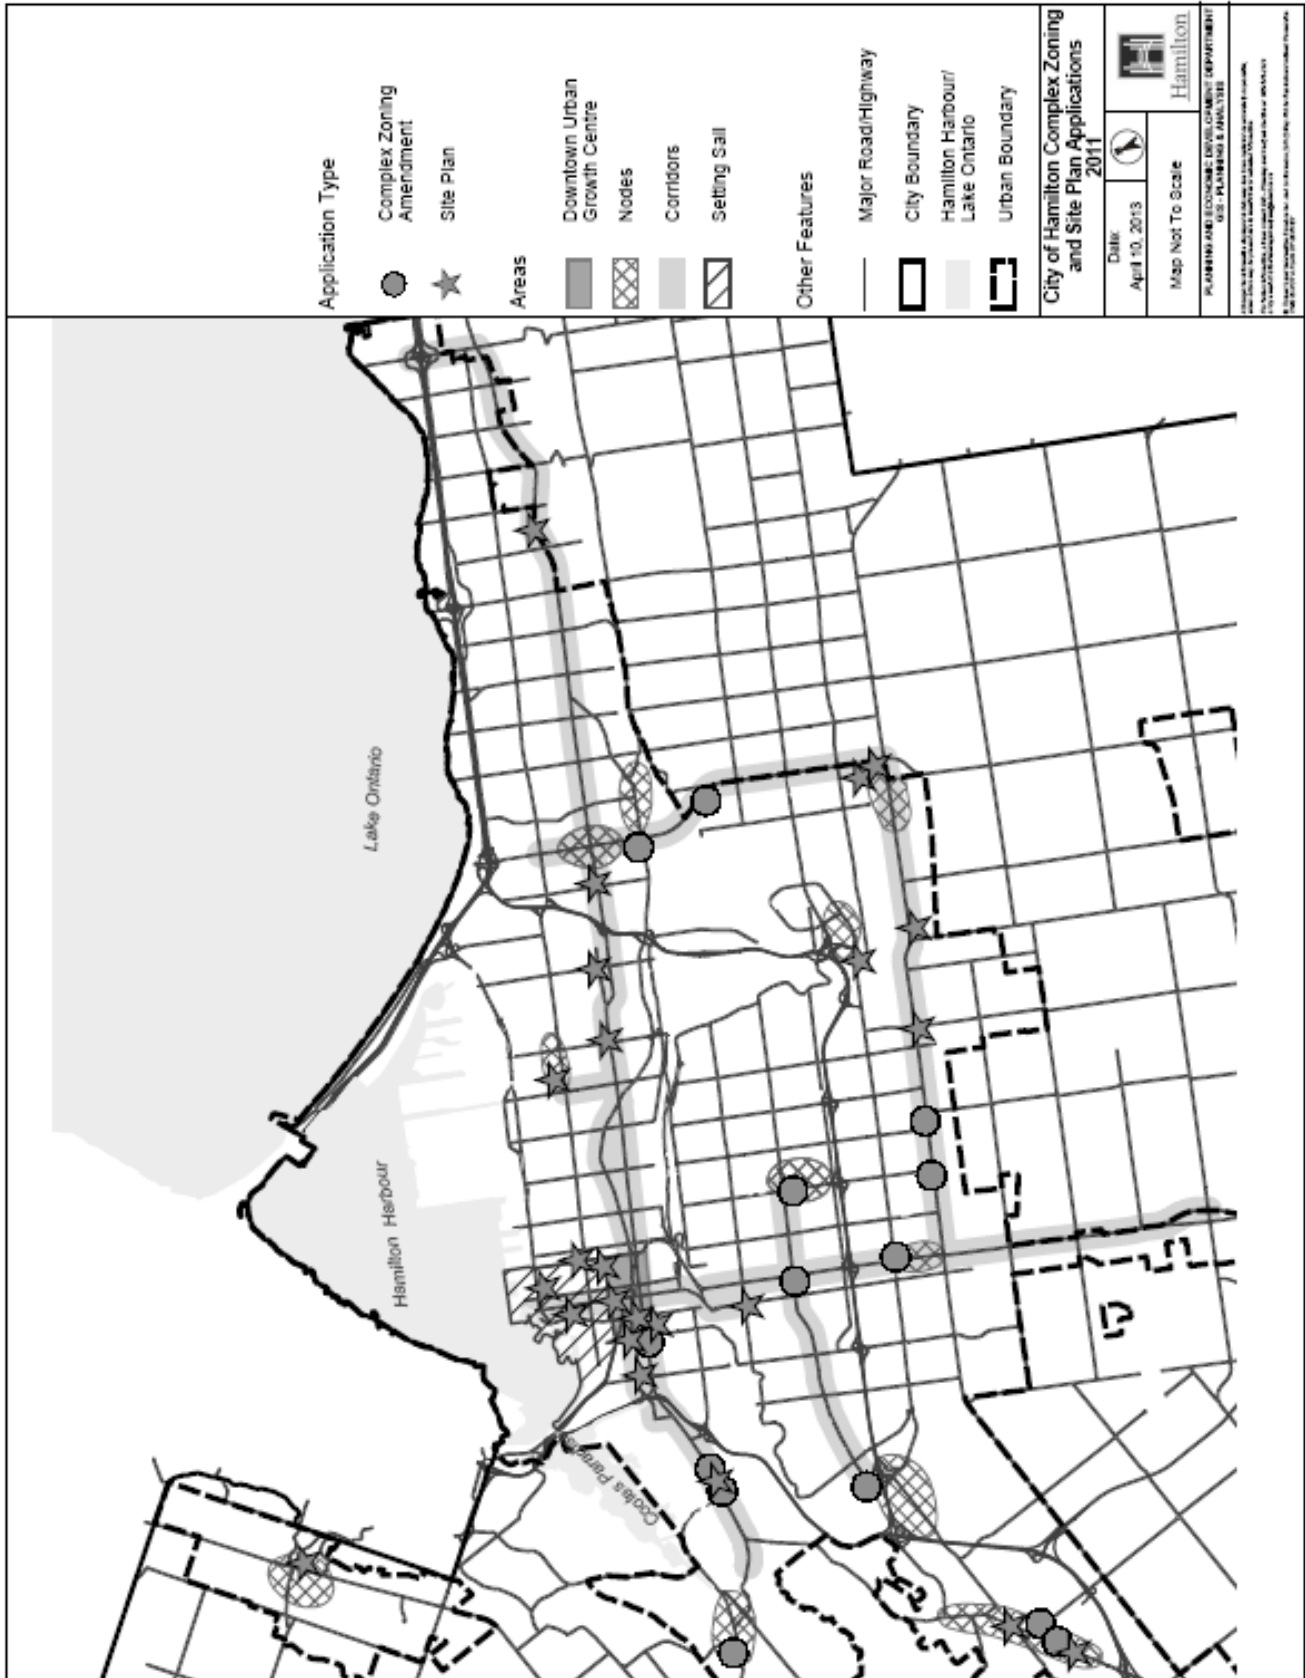 Application Type
Complex Zoning
Amendment
Site Plan
Areas
Downtown Urban
Growth Centre
Nodes
Corridors
Setting Sail
Other Features
Major Road/Highway
City Boundary
Hamilton Harbour/
Lake Ontario
Urban Boundary
City of Hamilton Complex Zoning
and Site Plan Applications
2011
Date:
April 10, 2013
Map Not To Scale
Hamilton
PLANNING AND ECONOMIC DEVELOPMENT DEPARTMENT
GIS - PLANNING & ANALYSIS
Lake Ontario
Hamilton Harbour
Cootes Paradise